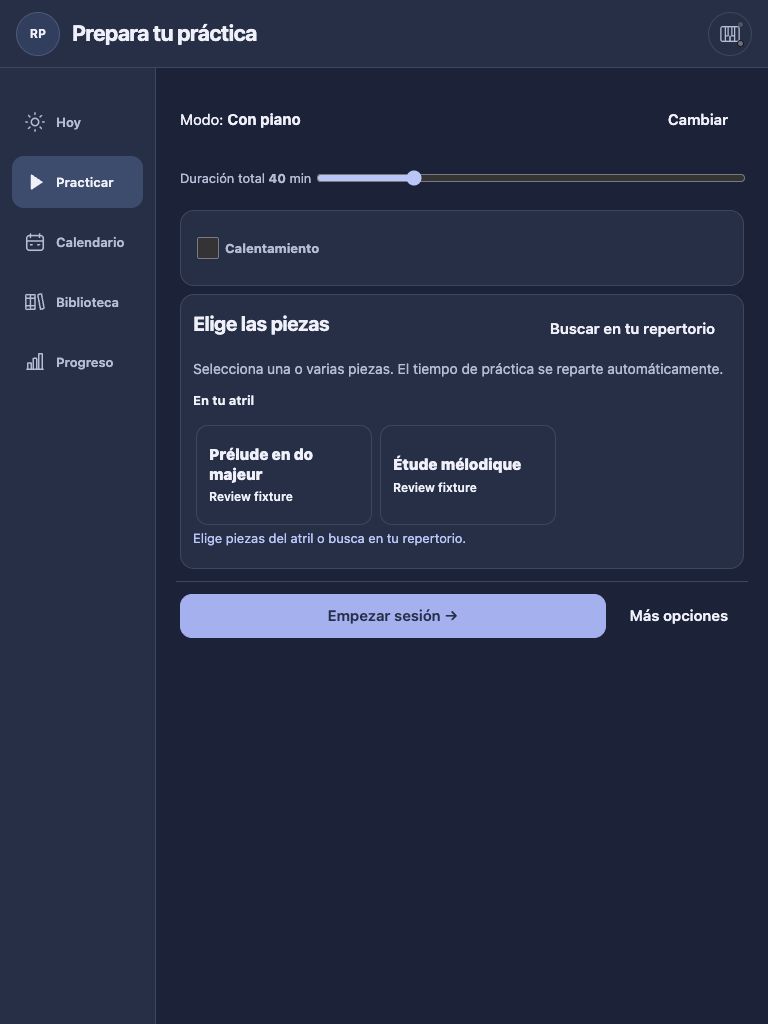 RP
Prepara tu práctica
Hoy
Practicar
Calendario
Biblioteca
Progreso
Modo: Con piano
Cambiar
Duración total 40 min
Calentamiento
Elige las piezas
Buscar en tu repertorio
Selecciona una o varias piezas. El tiempo de práctica se reparte automáticamente.
En tu atril
Prélude en do
majeur
Review fixture
Étude mélodique
Review fixture
Elige piezas del atril o busca en tu repertorio.
Empezar sesión →
Más opciones